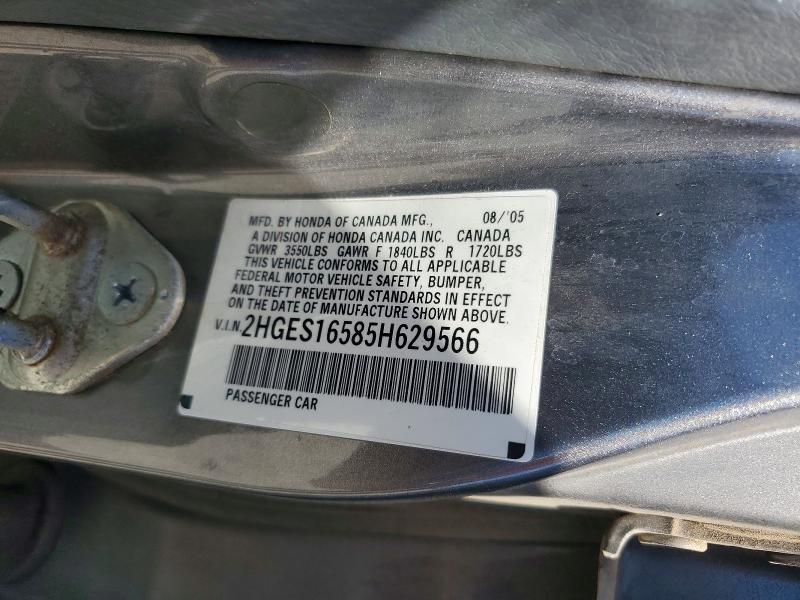 MFD. BY HONDA OF CANADA MFG., 08/'05
A DIVISION OF HONDA CANADA INC. CANADA
GVWR 3550LBS GAWR F 1840LBS R 1720LBS
THIS VEHICLE CONFORMS TO ALL APPLICABLE
FEDERAL MOTOR VEHICLE SAFETY, BUMPER,
AND THEFT PREVENTION STANDARDS IN EFFECT
ON THE DATE OF MANUFACTURE SHOWN ABOVE.
V.I.N. 2HGES16585H629566
PASSENGER CAR